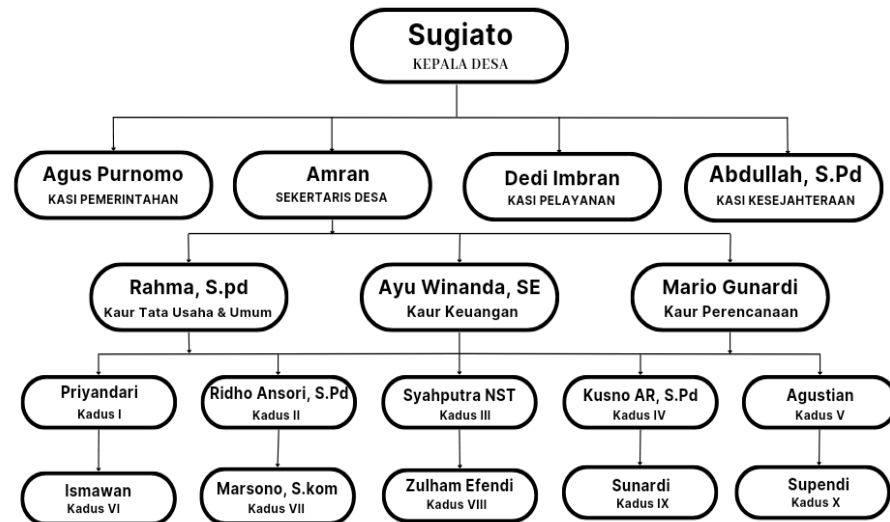 Sugiato
KEPALA DESA
Agus Purnomo
KASI PEMERINTAHAN
Amran
SEKERTARIS DESA
Dedi Imbran
KASI PELAYANAN
Abdullah, S.Pd
KASI KESEJAHTERAAN
Rahma, S.pd
Kaur Tata Usaha & Umum
Ayu Winanda, SE
Kaur Keuangan
Mario Gunardi
Kaur Perencanaan
Priyandari
Kadus I
Ridho Ansori, S.Pd
Kadus II
Syahputra NST
Kadus III
Kusno AR, S.Pd
Kadus IV
Agustian
Kadus V
Ismawan
Kadus VI
Marsono, S.kom
Kadus VII
Zulham Efendi
Kadus VIII
Sunardi
Kadus IX
Supendi
Kadus X